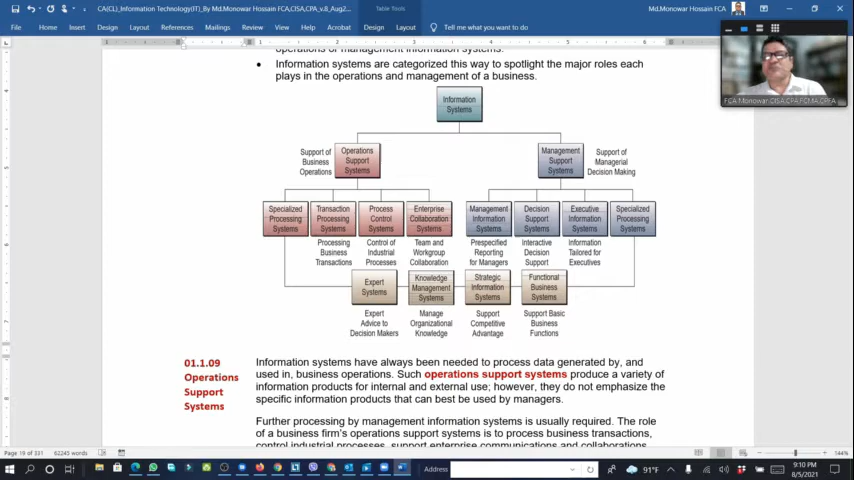 CA(CL)_Information Technology(IT)_By Md.Monowar Hossain FCA,CISA,CPA_v.8_Aug2...
Table Tools
Md.Monowar Hossain FCA
File
Home
Insert
Design
Layout
References
Mailings
Review
View
Help
Acrobat
Design
Layout
Tell me what you want to do
FCA Monowar.CISA.CPA.FCMA.CPFA
operations or management information systems.
• Information systems are categorized this way to spotlight the major roles each
plays in the operations and management of a business.
Information
Systems
Support of
Business
Operations
Operations
Support
Systems
Management
Support
Systems
Support of
Managerial
Decision Making
Specialized
Processing
Systems
Transaction
Processing
Systems
Process
Control
Systems
Enterprise
Collaboration
Systems
Management
Information
Systems
Decision
Support
Systems
Executive
Information
Systems
Specialized
Processing
Systems
Processing
Business
Transactions
Control of
Industrial
Processes
Team and
Workgroup
Collaboration
Prespecified
Reporting
for Managers
Interactive
Decision
Support
Information
Tailored for
Executives
Expert
Systems
Knowledge
Management
Systems
Strategic
Information
Systems
Functional
Business
Systems
Expert
Advice to
Decision Makers
Manage
Organizational
Knowledge
Support
Competitive
Advantage
Support Basic
Business
Functions
01.1.09
Operations
Support
Systems
Information systems have always been needed to process data generated by, and
used in, business operations. Such operations support systems produce a variety of
information products for internal and external use; however, they do not emphasize the
specific information products that can best be used by managers.
Further processing by management information systems is usually required. The role
of a business firm's operations support systems is to process business transactions,
control industrial processes, support enterprise communications and collaborations
Page 19 of 331
62245 words
144%
Address
91°F
9:10 PM
8/5/2021